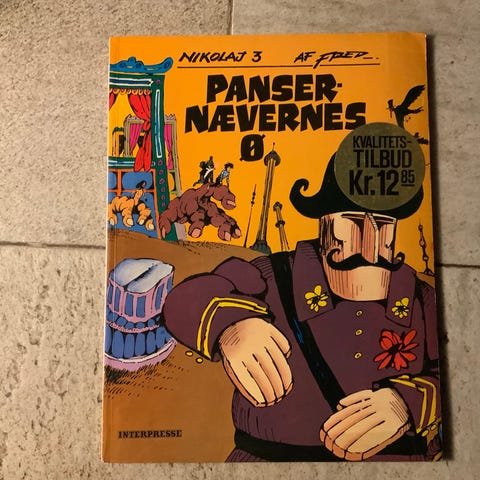 NIKOLAJ 3 AF FRED
PANSER-
NÆVERNES
Ø
KVALITETS-
TILBUD
Kr. 12 85
INTERPRESSE